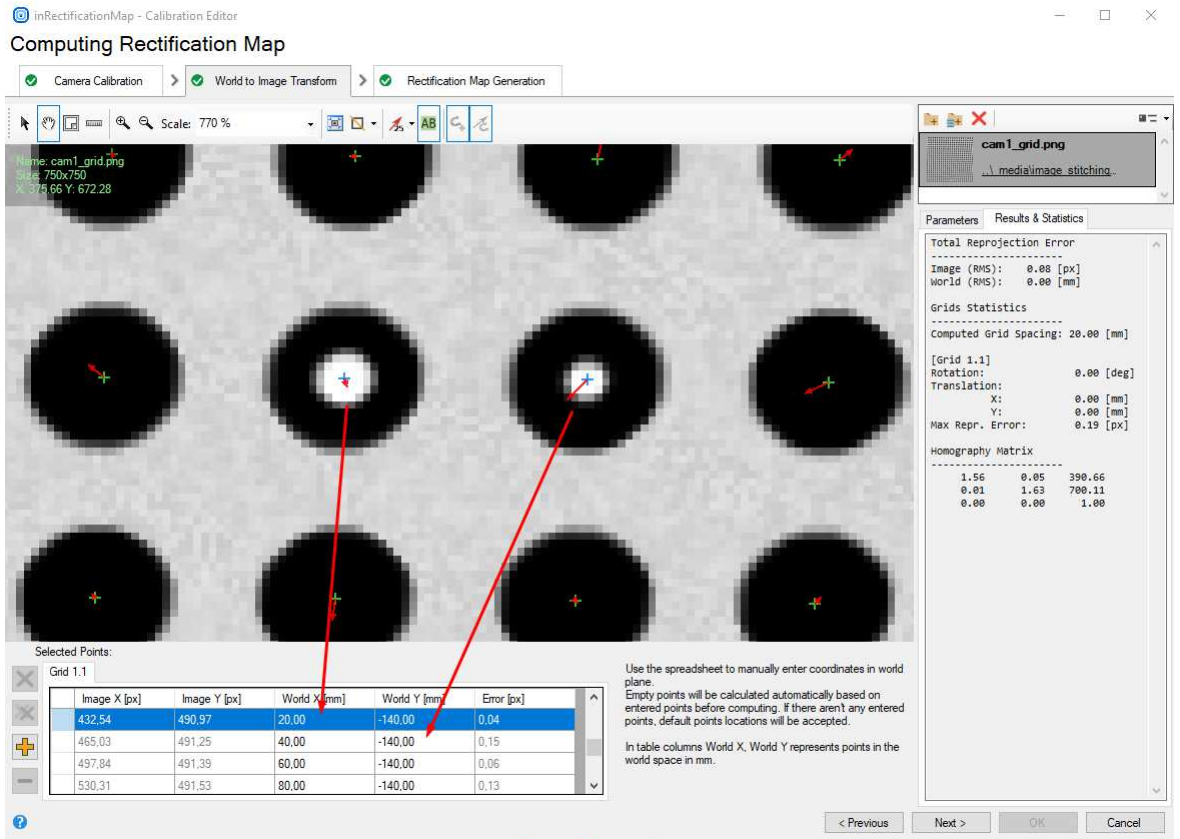 inRectificationMap - Calibration Editor
Computing Rectification Map
Camera Calibration
World to Image Transform
Rectification Map Generation
Scale: 770 %
AB
Name: cam1_grid.png
Size: 750x750
X: 375,66 Y: 672.28
cam1_grid.png
..\ media\image stitching..
Parameters Results & Statistics
Total Reprojection Error
----------------------
Image (RMS): 0.08 [px]
World (RMS): 0.00 [mm]
Grids Statistics
----------------------
Computed Grid Spacing: 20.00 [mm]
[Grid 1.1]
Rotation: 0.00 [deg]
Translation:
X: 0.00 [mm]
Y: 0.00 [mm]
Max Repr. Error: 0.19 [px]
Homography Matrix
----------------------
1.56 0.05 390.66
0.01 1.63 700.11
0.00 0.00 1.00
Selected Points:
Grid 1.1
Image X [px] Image Y [px] World X [mm] World Y [mm] Error [px]
432,54 490,97 20,00 -140,00 0,04
465,03 491,25 40,00 -140,00 0,15
497,84 491,39 60,00 -140,00 0,06
530,31 491,53 80,00 -140,00 0,13
Use the spreadsheet to manually enter coordinates in world
plane.
Empty points will be calculated automatically based on
entered points before computing. If there aren't any entered
points, default points locations will be accepted.
In table columns World X, World Y represents points in the
world space in mm.
< Previous
Next >
OK
Cancel